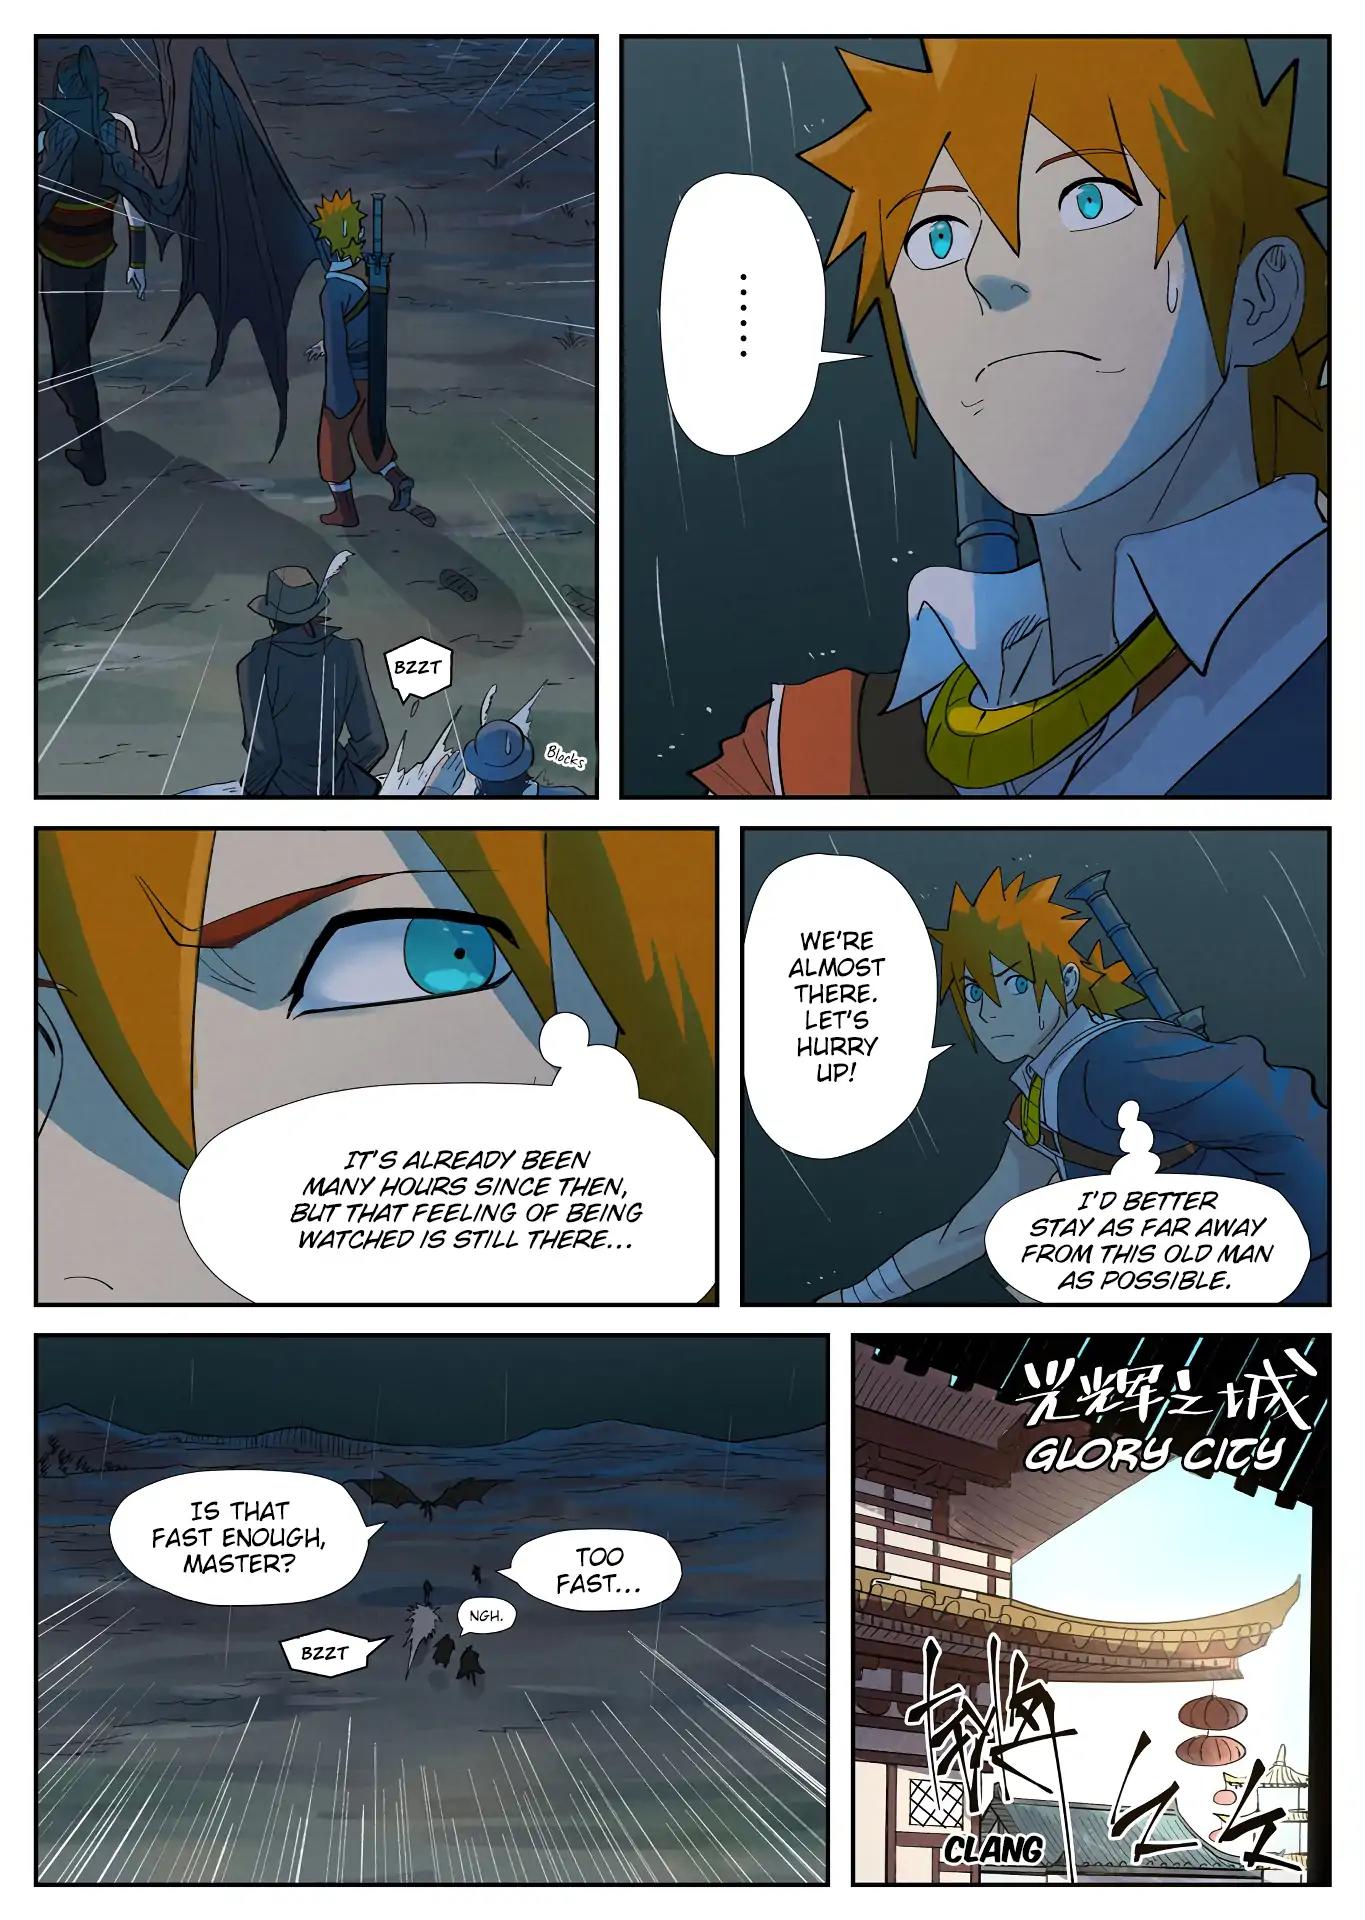 ......
BZZT
Blocks
IT'S ALREADY BEEN
MANY HOURS SINCE THEN,
BUT THAT FEELING OF BEING
WATCHED IS STILL THERE...
WE'RE
ALMOST
THERE.
LET'S
HURRY
UP!
I'D BETTER
STAY AS FAR AWAY
FROM THIS OLD MAN
AS POSSIBLE.
IS THAT
FAST ENOUGH,
MASTER?
TOO
FAST...
NGH.
BZZT
光辉之城
GLORY CITY
CLANG